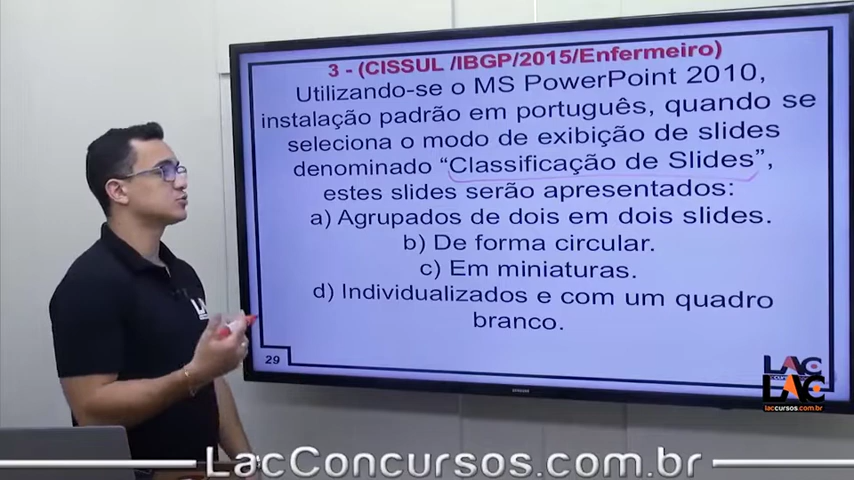 3 - (CISSUL /IBGP/2015/Enfermeiro)
Utilizando-se o MS PowerPoint 2010,
instalação padrão em português, quando se
seleciona o modo de exibição de slides
denominado “Classificação de Slides”,
estes slides serão apresentados:
a) Agrupados de dois em dois slides.
b) De forma circular.
c) Em miniaturas.
d) Individualizados e com um quadro
branco.
29
LAC
LAC
laccursos.com.br
LacConcursos.com.br